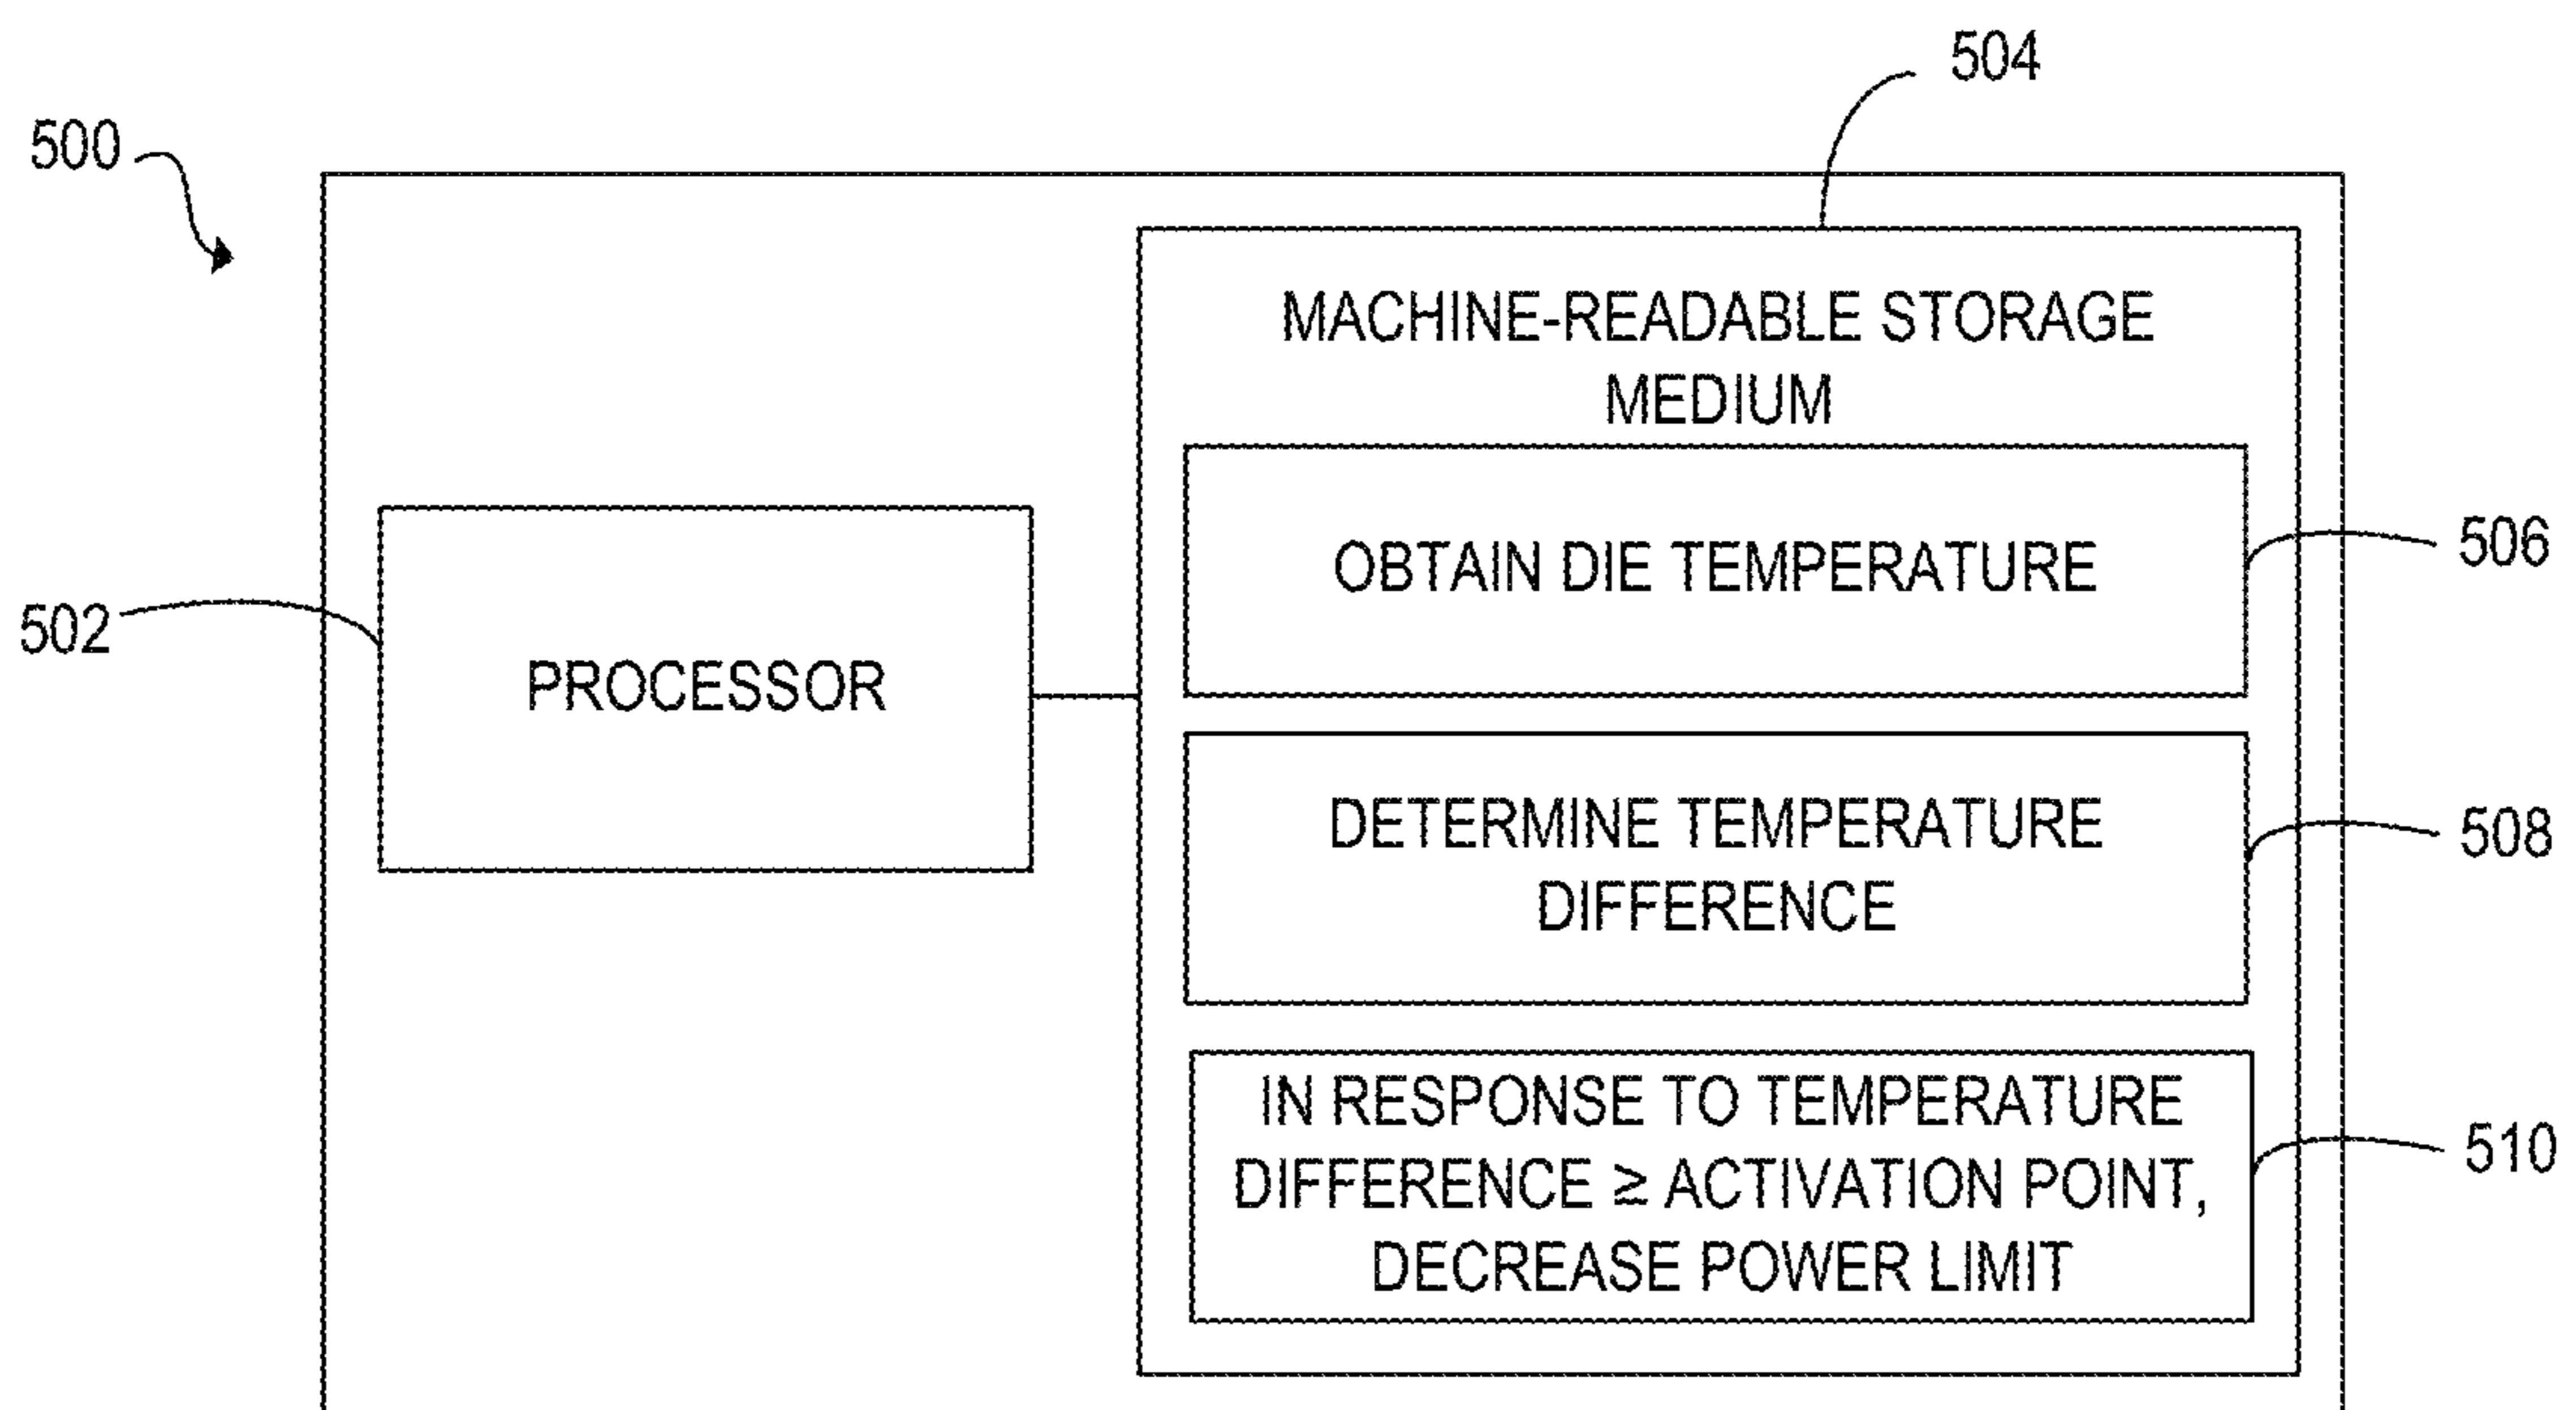 504
500
MACHINE-READABLE STORAGE
MEDIUM
OBTAIN DIE TEMPERATURE
506
502
PROCESSOR
DETERMINE TEMPERATURE
DIFFERENCE
508
IN RESPONSE TO TEMPERATURE
DIFFERENCE ≥ ACTIVATION POINT,
DECREASE POWER LIMIT
510